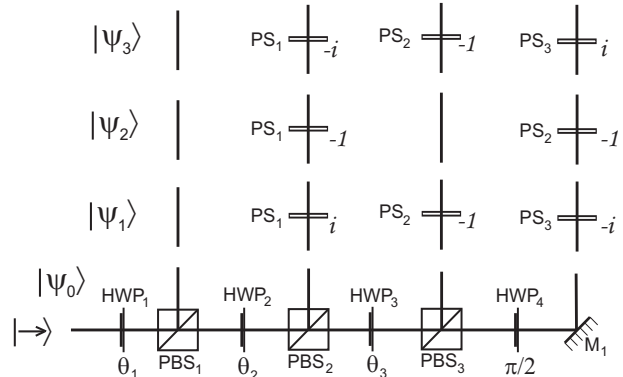 |ψ₃⟩ PS₁ -i PS₂ -1 PS₃ i
|ψ₂⟩ PS₁ -1 PS₂ -1
|ψ₁⟩ PS₁ i PS₂ -1 PS₃ -i
|ψ₀⟩
HWP₁ HWP₂ HWP₃ HWP₄
|→⟩ M₁
PBS₁ PBS₂ PBS₃
θ₁ θ₂ θ₃ π/2